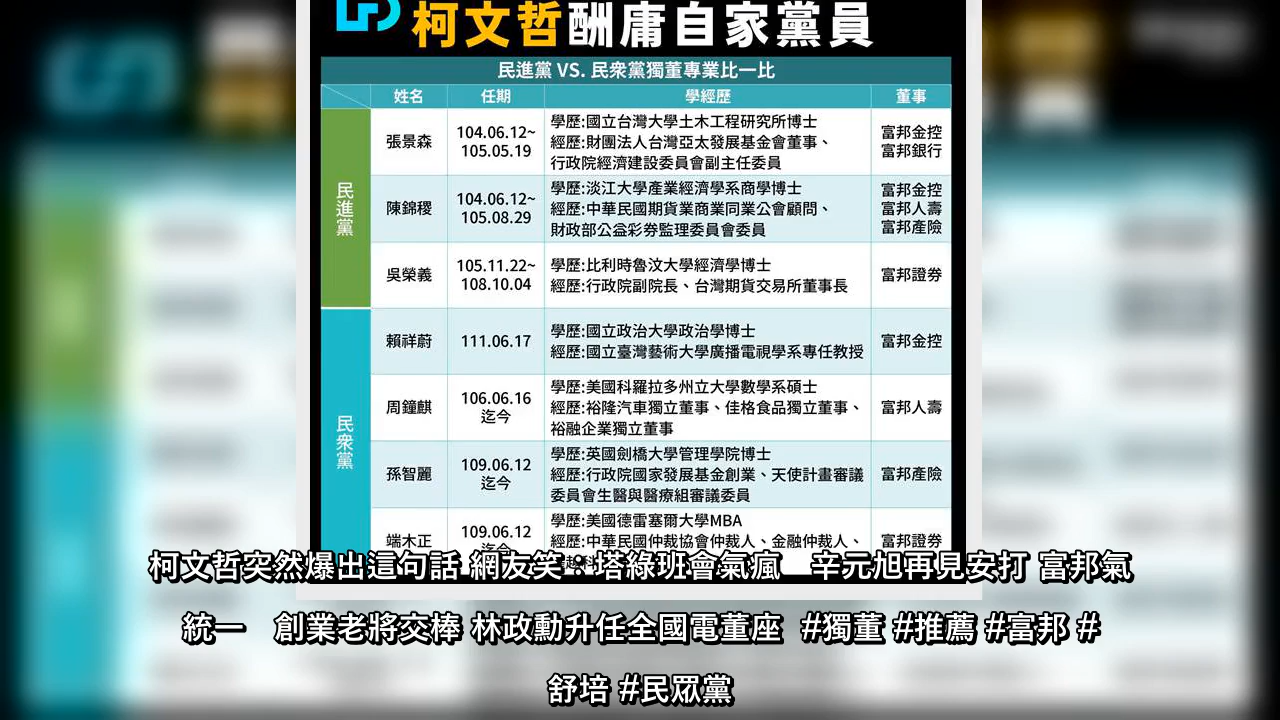 柯文哲酬庸自家黨員
民進黨 VS. 民衆黨獨董專業比一比
姓名 任期 學經歷 董事
民進黨
張景森
104.06.12~
105.05.19
學歷:國立台灣大學土木工程研究所博士
經歷:財團法人台灣亞太發展基金會董事、
行政院經濟建設委員會副主任委員
富邦金控
富邦銀行
陳錦稷
104.06.12~
105.08.29
學歷:淡江大學產業經濟學系商學博士
經歷:中華民國期貨業商業同業公會顧問、
財政部公益彩券監理委員會委員
富邦金控
富邦人壽
富邦產險
吳榮義
105.11.22~
108.10.04
學歷:比利時魯汶大學經濟學博士
經歷:行政院副院長、台灣期貨交易所董事長
富邦證券
民衆黨
賴祥蔚
111.06.17
學歷:國立政治大學政治學博士
經歷:國立臺灣藝術大學廣播電視學系專任教授
富邦金控
周鐘麒
106.06.16
迄今
學歷:美國科羅拉多州立大學數學系碩士
經歷:裕隆汽車獨立董事、佳格食品獨立董事、
裕融企業獨立董事
富邦人壽
孫智麗
109.06.12
迄今
學歷:英國劍橋大學管理學院博士
經歷:行政院國家發展基金創業、天使計畫審議
委員會生醫與醫療組審議委員
富邦產險
端木正
109.06.12
迄今
學歷:美國德雷塞爾大學MBA
經歷:中華民國仲裁協會仲裁人、金融仲裁人、
富邦證券
柯文哲突然爆出這句話 網友笑：塔綠班會氣瘋　辛元旭再見安打 富邦氣
統一　創業老將交棒 林政勳升任全國電董座 #獨董 #推薦 #富邦 #
舒培 #民眾黨